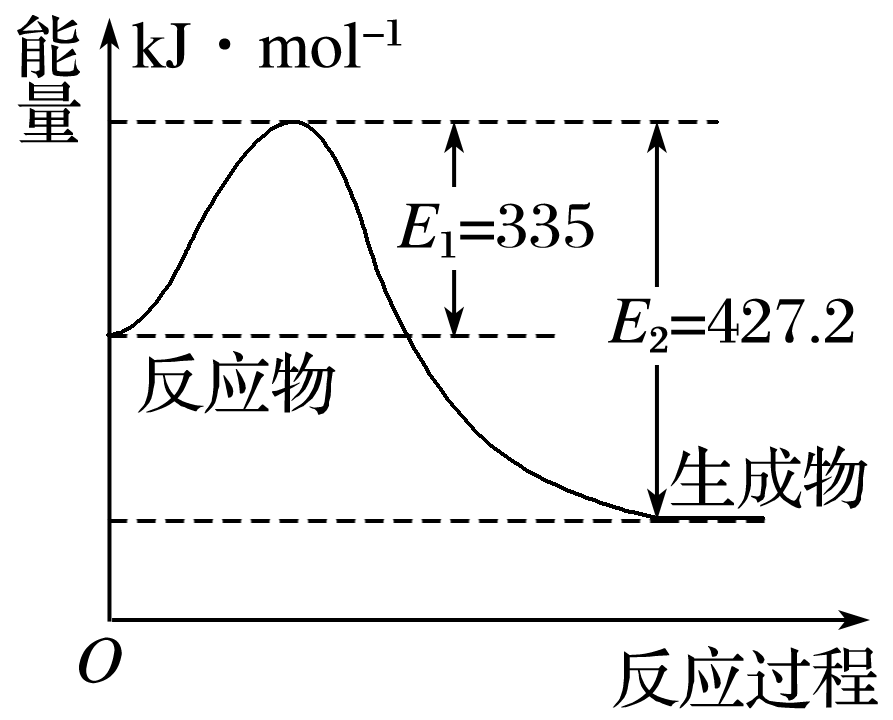 能量
kJ·mol⁻¹
E₁=335
E₂=427.2
反应物
生成物
O
反应过程